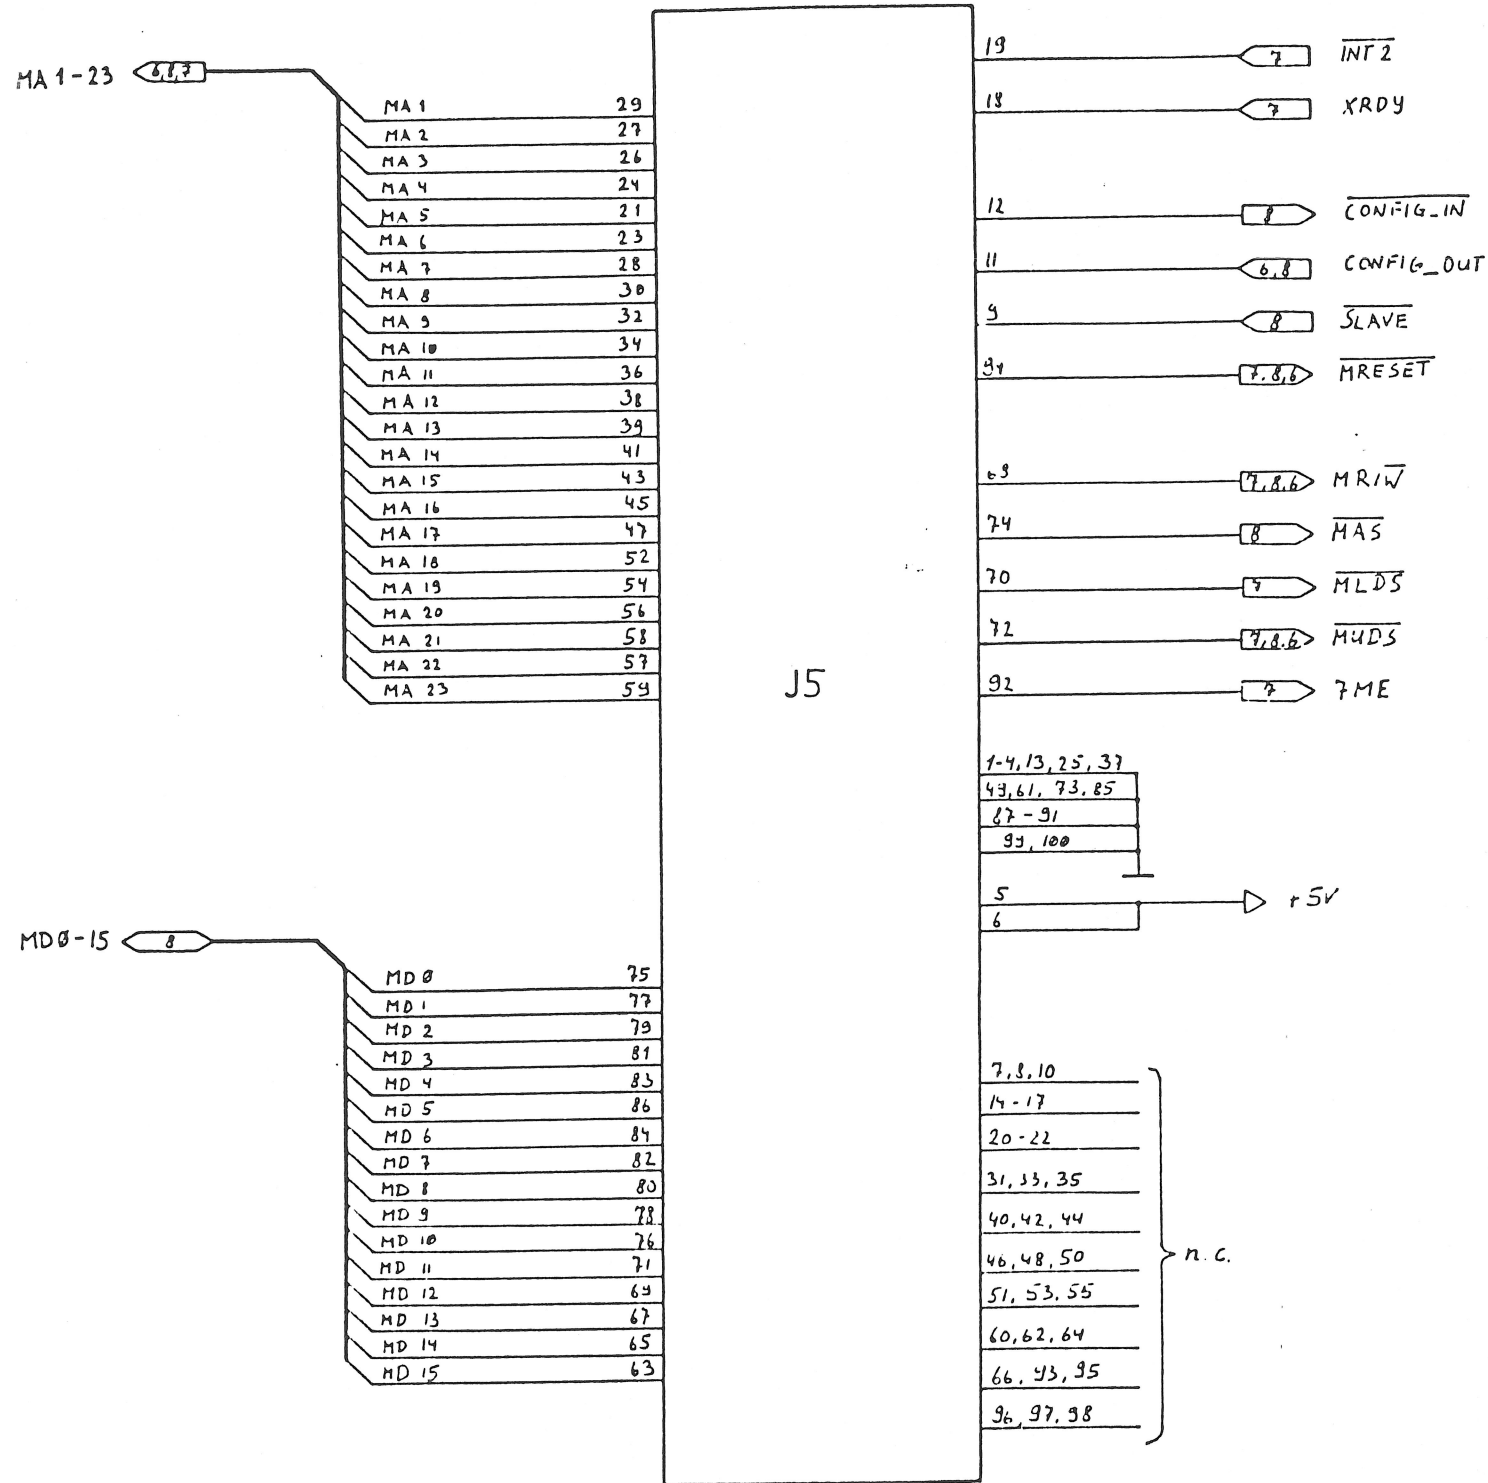 MA 1-23 6,8,7
MA 1 29
MA 2 27
MA 3 26
MA 4 24
MA 5 21
MA 6 23
MA 7 28
MA 8 30
MA 9 32
MA 10 34
MA 11 36
MA 12 38
MA 13 39
MA 14 41
MA 15 43
MA 16 45
MA 17 47
MA 18 52
MA 19 54
MA 20 56
MA 21 58
MA 22 57
MA 23 59
MD0-15 8
MD 0 75
MD 1 77
MD 2 79
MD 3 81
MD 4 83
MD 5 86
MD 6 84
MD 7 82
MD 8 80
MD 9 78
MD 10 76
MD 11 71
MD 12 69
MD 13 67
MD 14 65
MD 15 63
J5
19 7 INT2
18 7 XRDY
12 8 CONFIG_IN
11 6,8 CONFIG_OUT
9 8 SLAVE
94 7,8,6 MRESET
7,8,6 MR/W
74 8 MAS
70 7 MLDS
72 7,8,6 MUDS
92 7 7ME
1-4, 13, 25, 37
49, 61, 73, 85
87-91
99, 100
5 +5V
6
7, 8, 10
14-17
20-22
31, 33, 35
40, 42, 44
46, 48, 50
51, 53, 55
60, 62, 64
66, 93, 95
96, 97, 98
n.c.